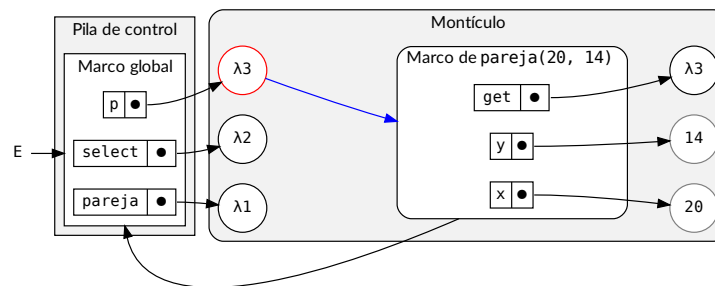 Pila de control
Montículo
Marco global
Marco de pareja(20, 14)
p
λ3
get
λ3
E
select
λ2
y
14
pareja
λ1
x
20